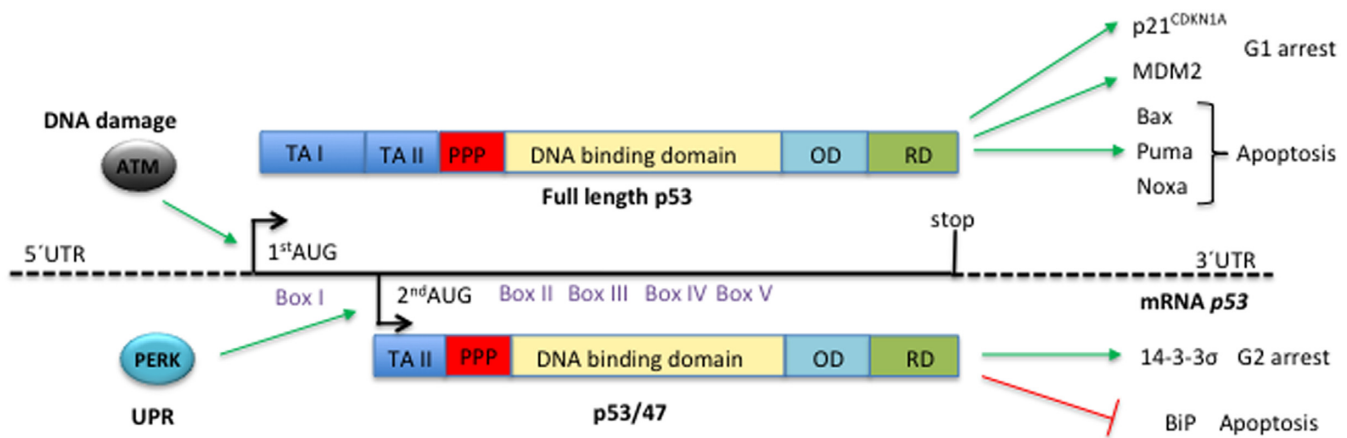 p21CDKN1A
G1 arrest
MDM2
DNA damage
ATM
Bax
Puma
Noxa
Apoptosis
TA I TA II PPP DNA binding domain OD RD
Full length p53
stop
5´UTR
1stAUG
3´UTR
Box I
2ndAUG Box II Box III Box IV Box V
mRNA p53
PERK
TA II PPP DNA binding domain OD RD
14-3-3σ G2 arrest
UPR
p53/47
BiP Apoptosis